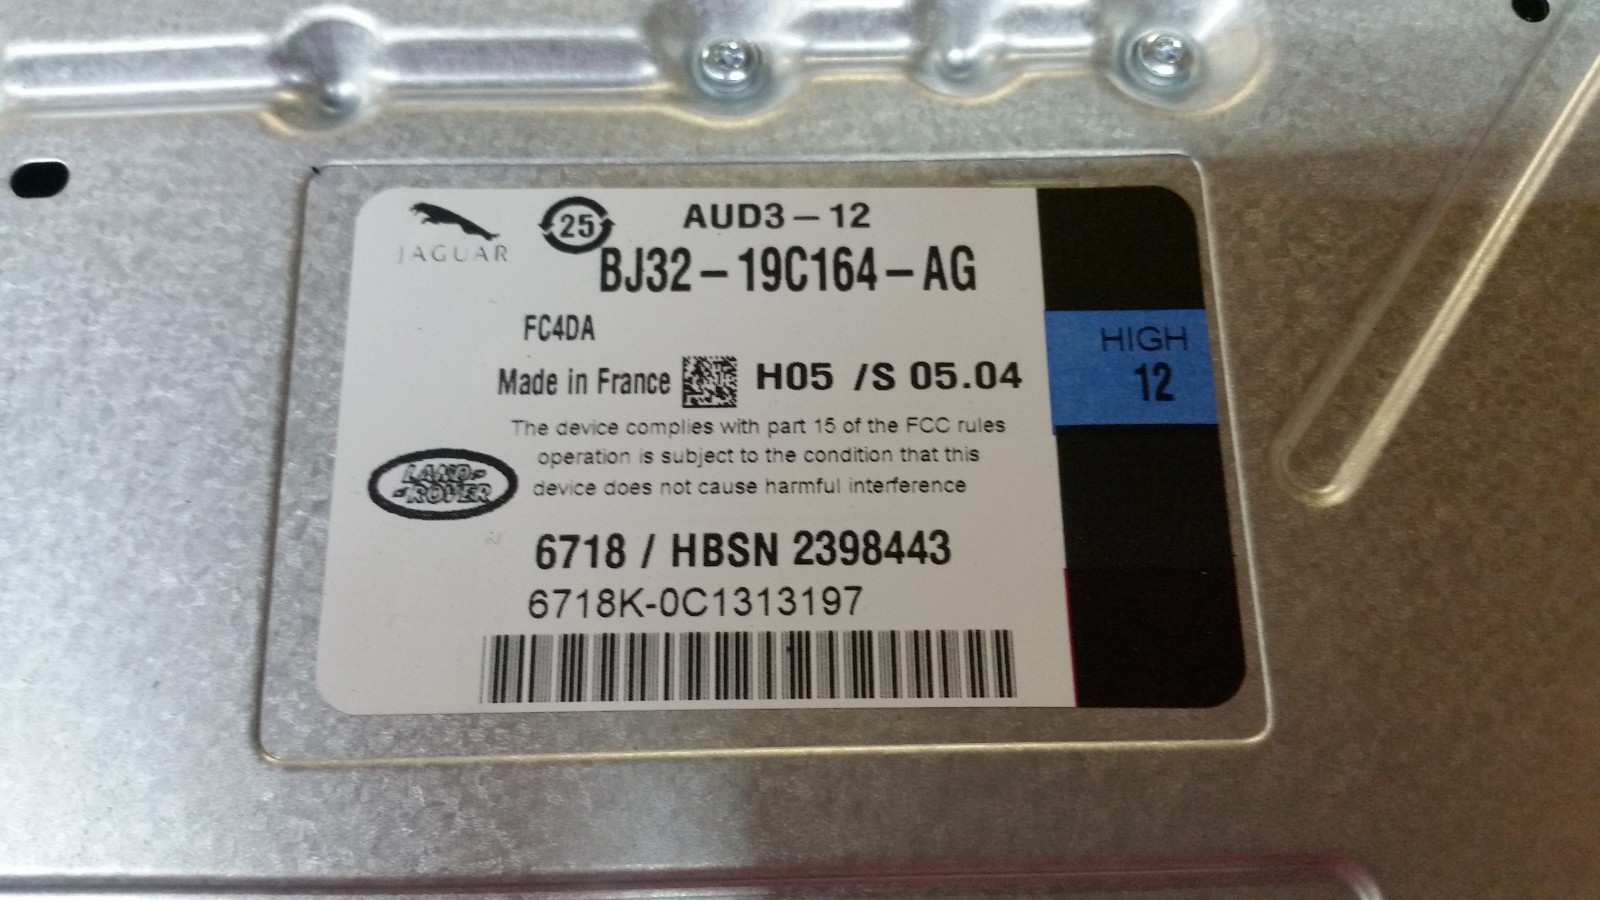 JAGUAR
25
AUD3-12
BJ32-19C164-AG
FC4DA
HIGH
12
Made in France H05 /S 05.04
The device complies with part 15 of the FCC rules
operation is subject to the condition that this
device does not cause harmful interference
LAND-
-ROVER
6718 / HBSN 2398443
6718K-0C1313197